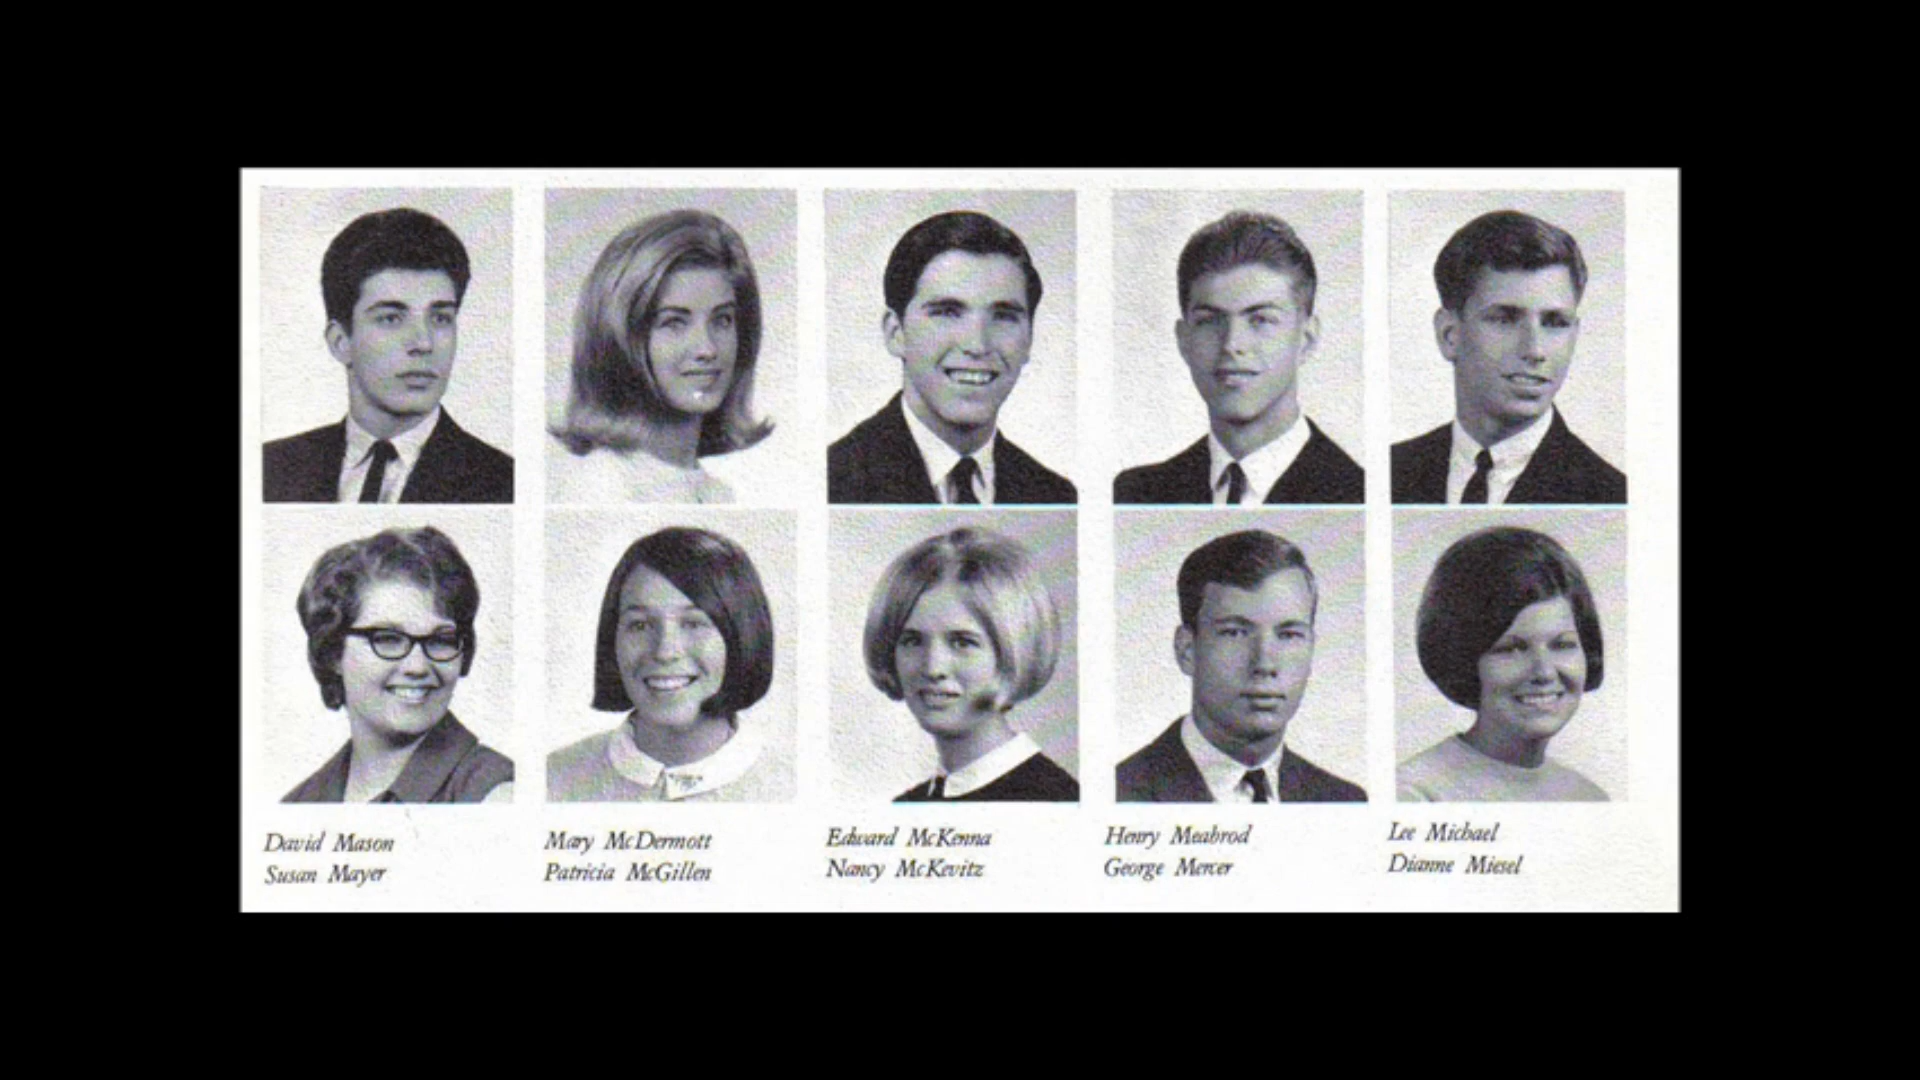 David Mason
Susan Mayer
Mary McDermott
Patricia McGillen
Edward McKenna
Nancy McKevitz
Henry Meabrod
George Mercer
Lee Michael
Dianne Miesel